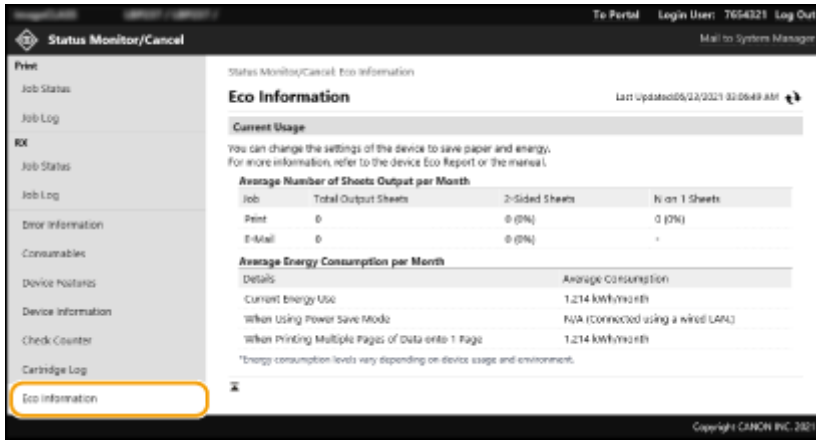 To Portal Login User: 7654321 Log Out
Status Monitor/Cancel
Mail to System Manager
Print
Job Status
Job Log
RX
Job Status
Job Log
Error Information
Consumables
Device Features
Device Information
Check Counter
Cartridge Log
Eco Information
Status Monitor/Cancel: Eco Information
Eco Information
Last Updated:06/23/2021 03:06:49 AM
Current Usage
You can change the settings of the device to save paper and energy.
For more information, refer to the device Eco Report or the manual.
Average Number of Sheets Output per Month
Job Total Output Sheets 2-Sided Sheets N on 1 Sheets
Print 0 0 (0%) 0 (0%)
E-Mail 0 0 (0%) -
Average Energy Consumption per Month
Details Average Consumption
Current Energy Use 1.214 kWh/month
When Using Power Save Mode N/A (Connected using a wired LAN.)
When Printing Multiple Pages of Data onto 1 Page 1.214 kWh/month
*Energy consumption levels vary depending on device usage and environment.
Copyright CANON INC. 2021